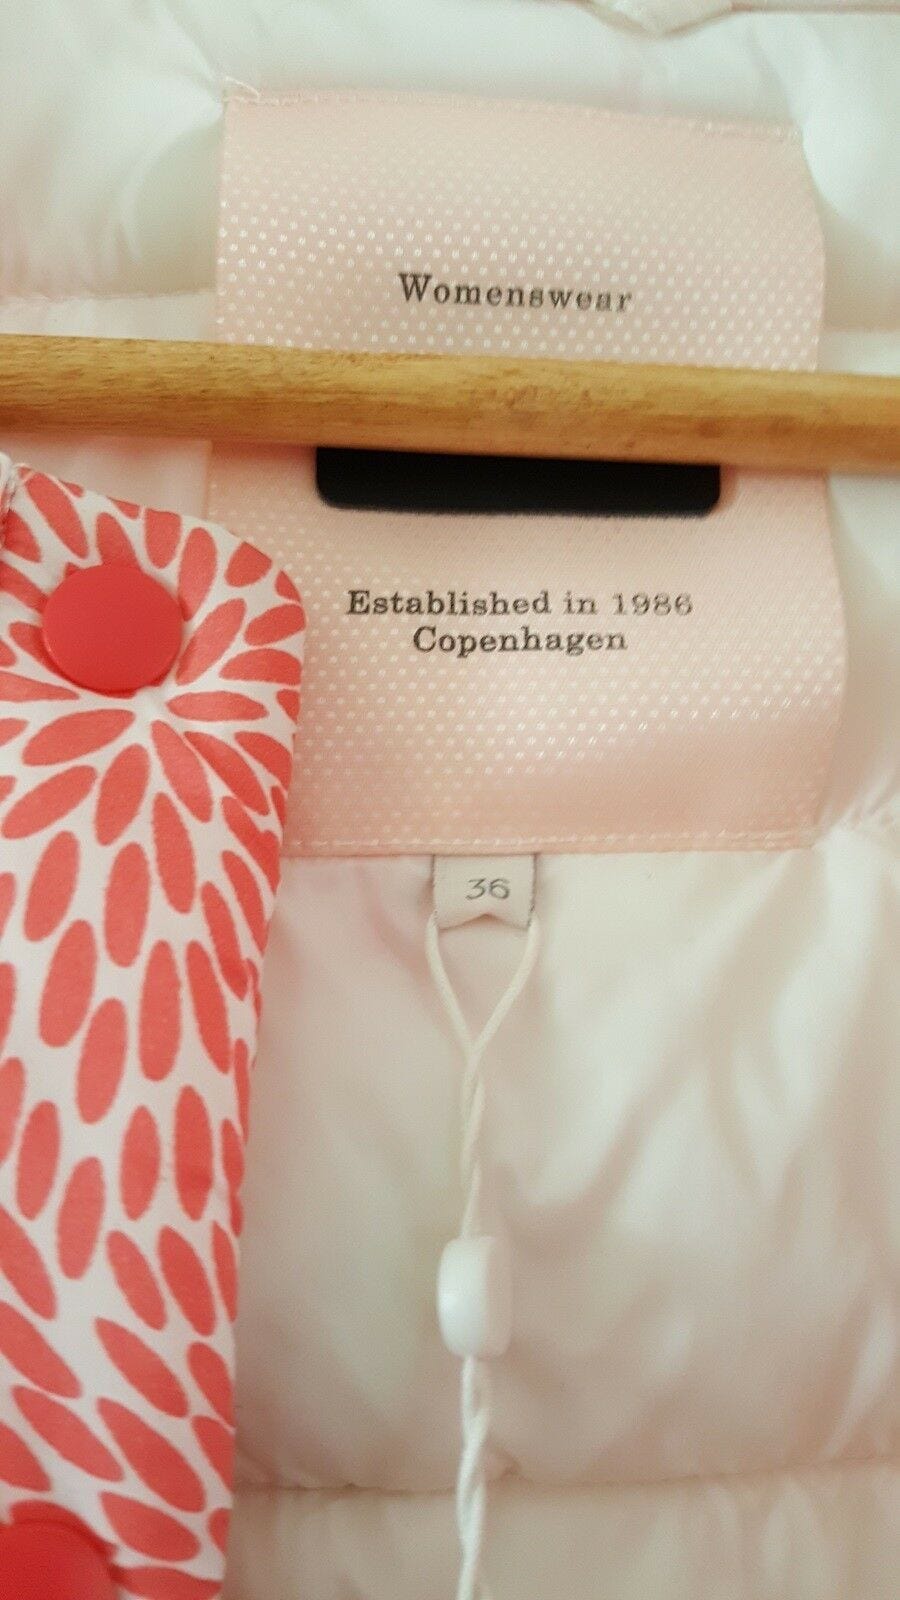 Womenswear
Established in 1986
Copenhagen
36